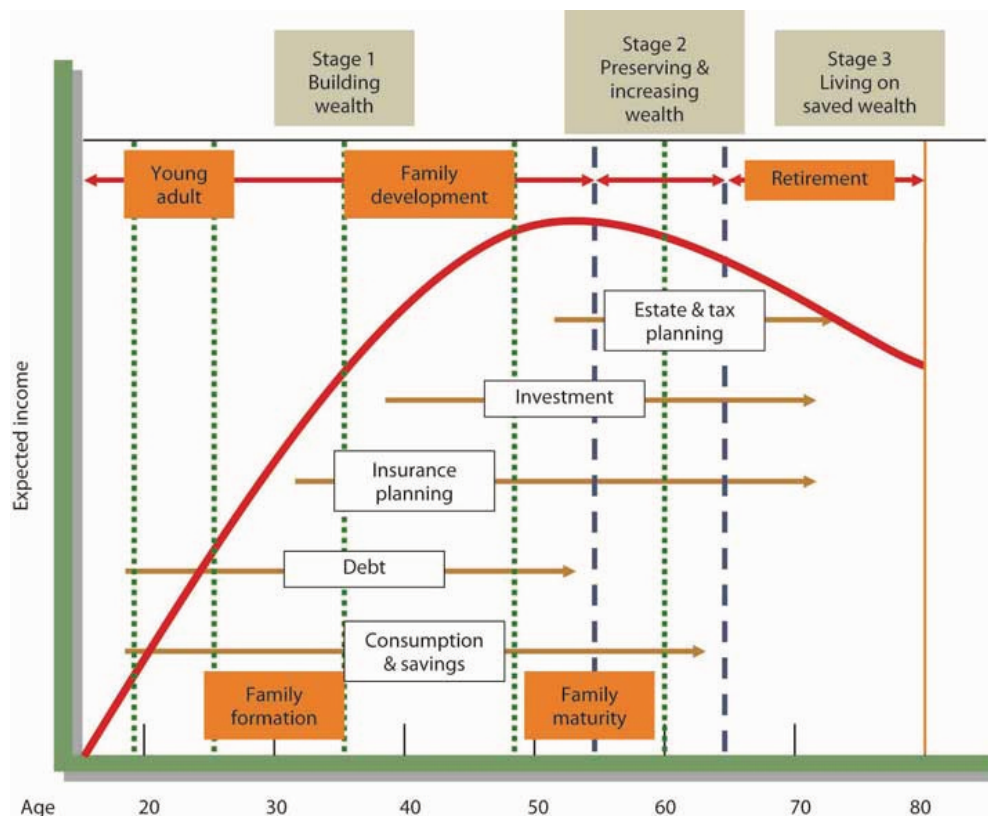 Stage 1
Building
wealth
Stage 2
Preserving &
increasing
wealth
Stage 3
Living on
saved wealth
Young
adult
Family
development
Retirement
Estate & tax
planning
Investment
Insurance
planning
Debt
Consumption
& savings
Family
formation
Family
maturity
Expected income
Age 20 30 40 50 60 70 80